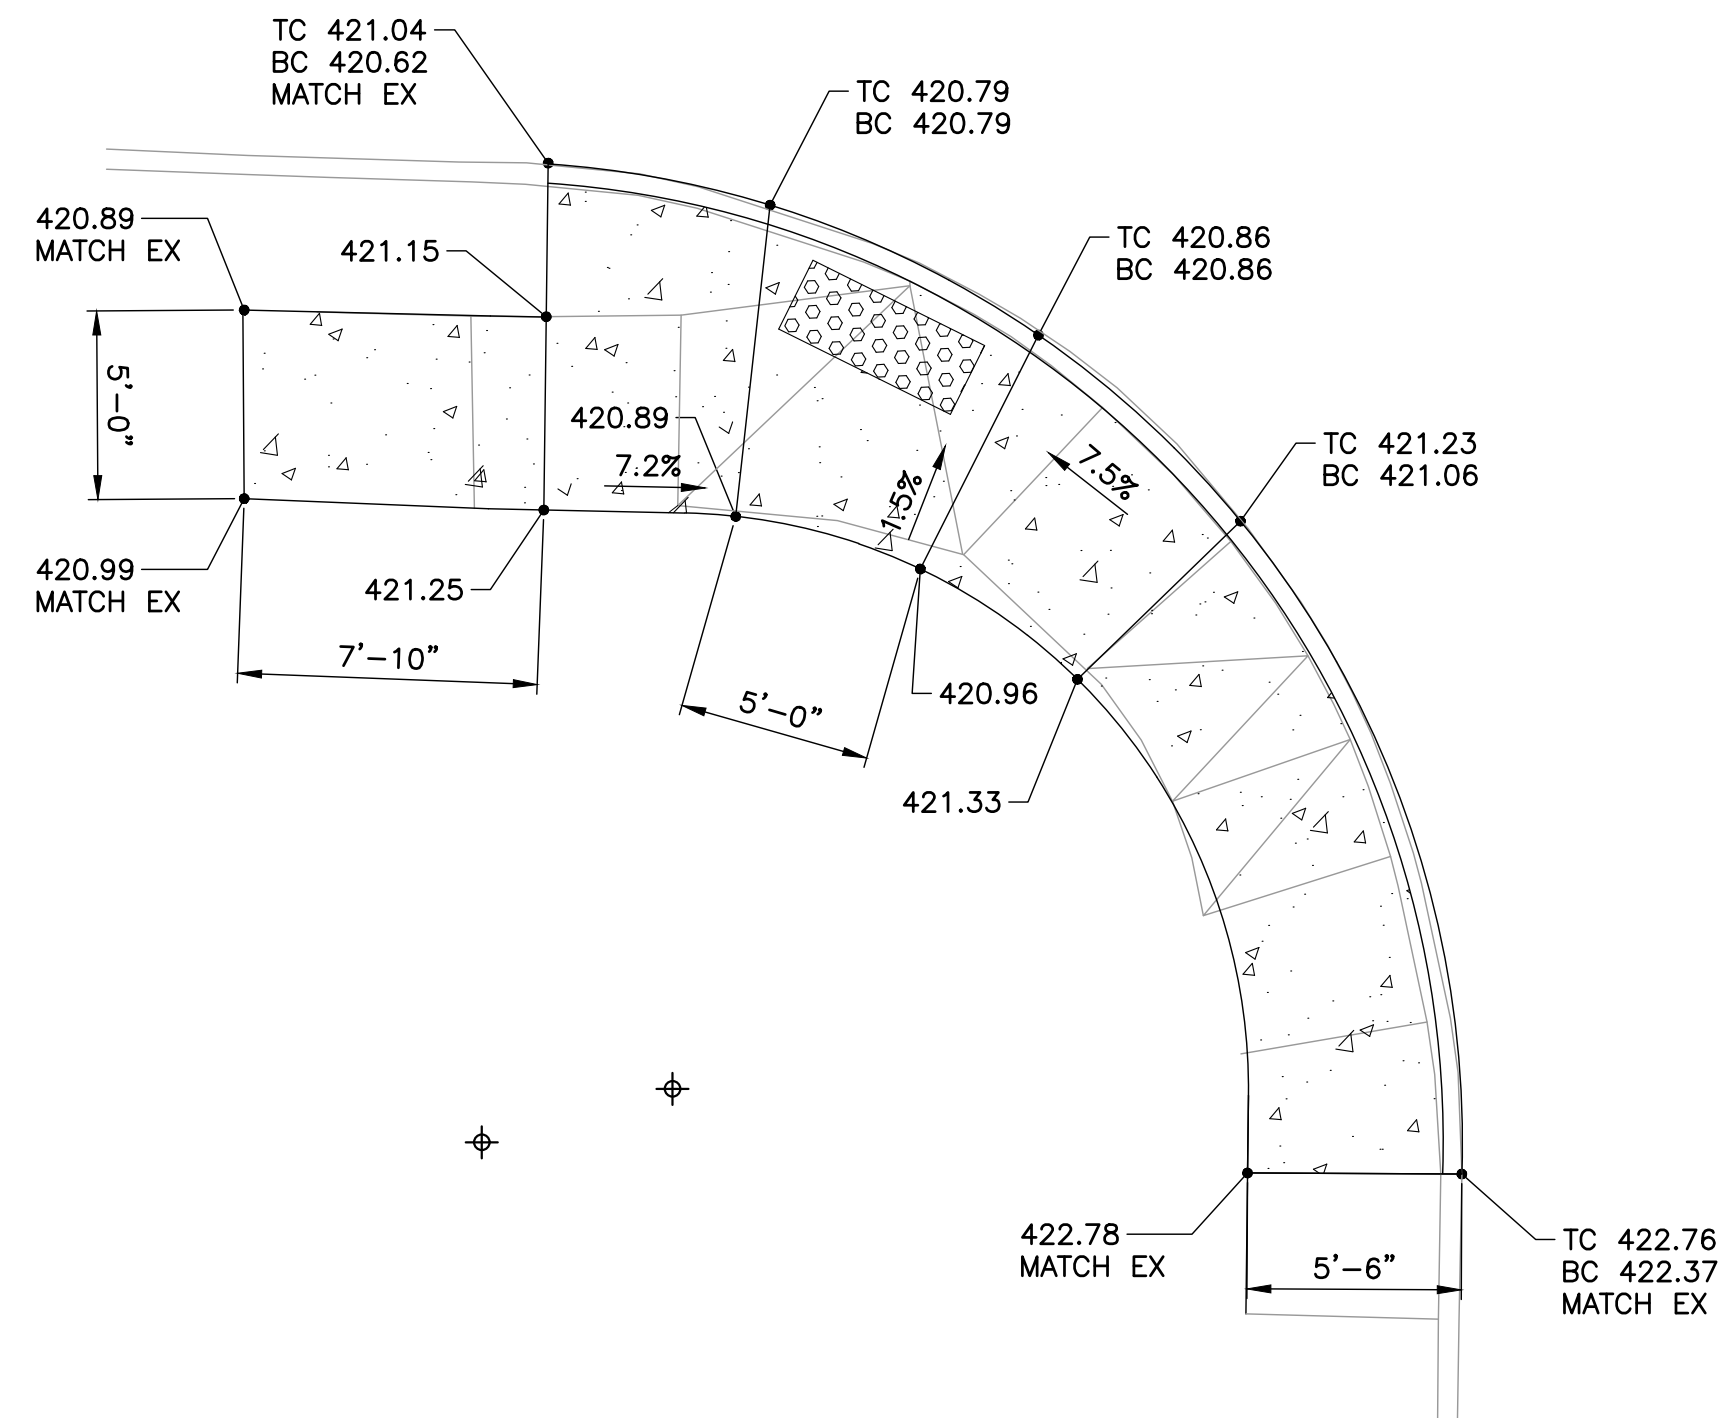 TC 421.04
BC 420.62
MATCH EX
TC 420.79
BC 420.79
420.89
MATCH EX
421.15
TC 420.86
BC 420.86
5'-0"
420.89
7.2%
1.5%
7.5%
TC 421.23
BC 421.06
420.99
MATCH EX
421.25
7'-10"
5'-0"
420.96
421.33
422.78
MATCH EX
5'-6"
TC 422.76
BC 422.37
MATCH EX